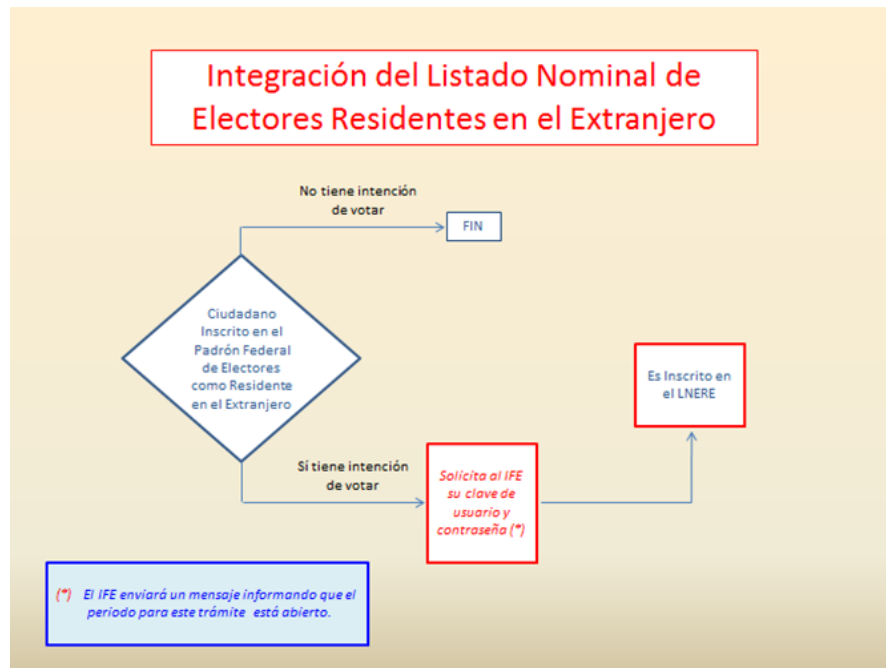 Integración del Listado Nominal de
Electores Residentes en el Extranjero
No tiene intención
de votar
FIN
Ciudadano
Inscrito en el
Padrón Federal
de Electores
como Residente
en el Extranjero
Es Inscrito en
el LNERE
Sí tiene intención
de votar
Solicita al IFE
su clave de
usuario y
contraseña (*)
(*) El IFE enviará un mensaje informando que el
período para este trámite está abierto.